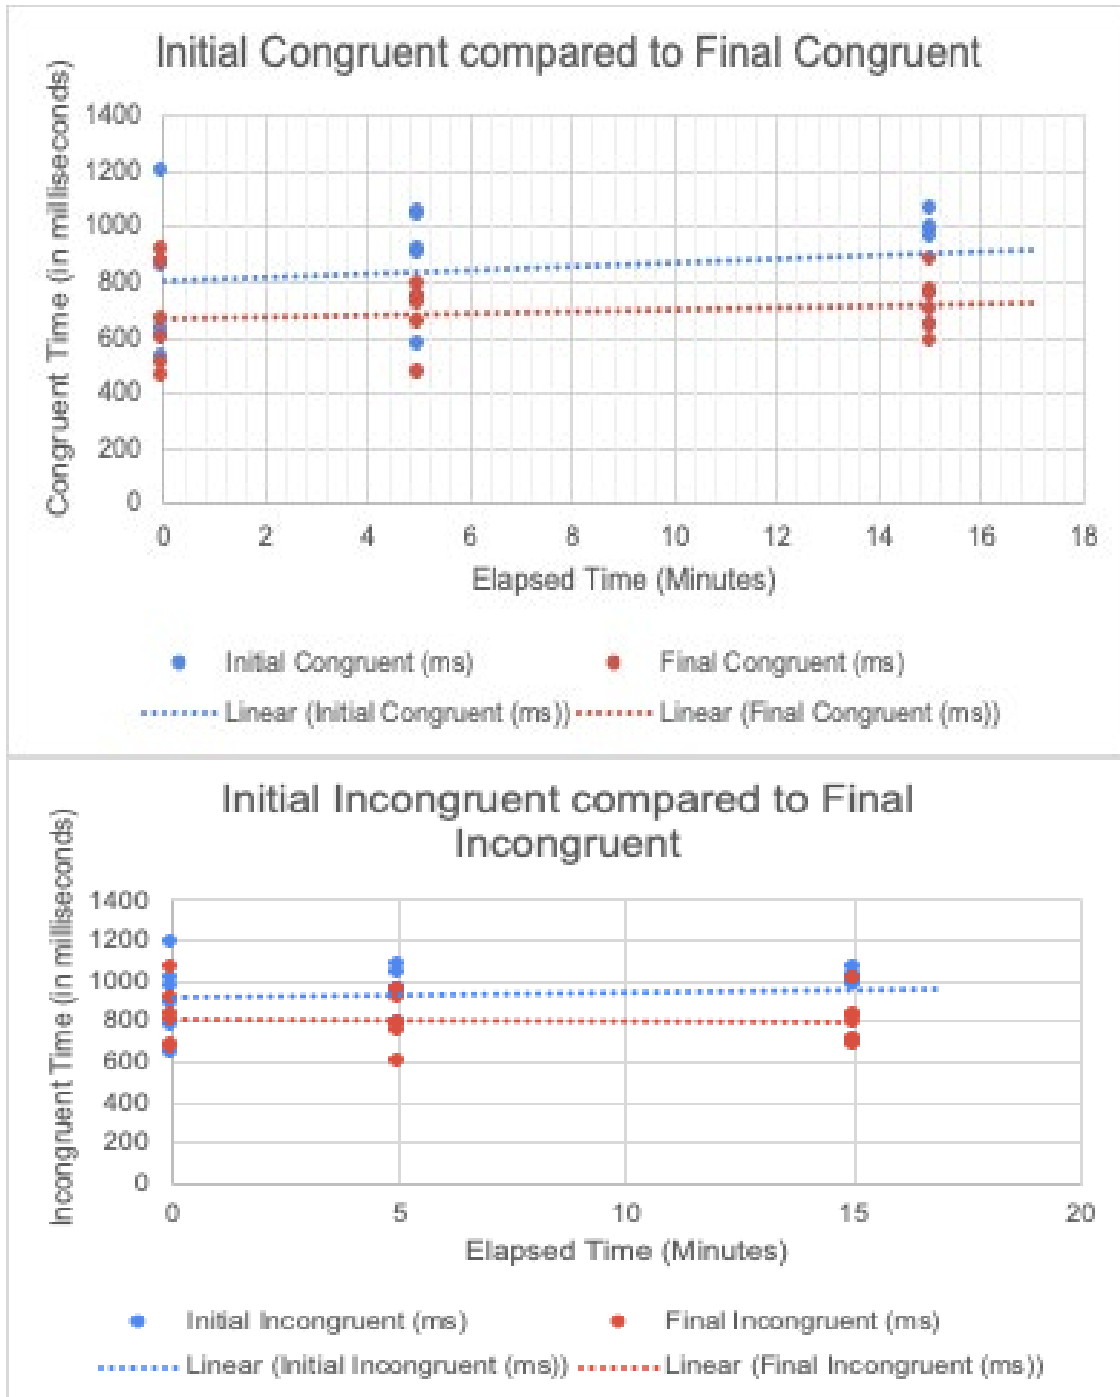 Initial Congruent compared to Final Congruent
Congruent Time (in milliseconds)
1400
1200
1000
800
600
400
200
0
0 2 4 6 8 10 12 14 16 18
Elapsed Time (Minutes)
Initial Congruent (ms) Final Congruent (ms)
Linear (Initial Congruent (ms)) Linear (Final Congruent (ms))
Initial Incongruent compared to Final
Incongruent
Incongruent Time (in milliseconds)
1400
1200
1000
800
600
400
200
0
0 5 10 15 20
Elapsed Time (Minutes)
Initial Incongruent (ms) Final Incongruent (ms)
Linear (Initial Incongruent (ms)) Linear (Final Incongruent (ms))